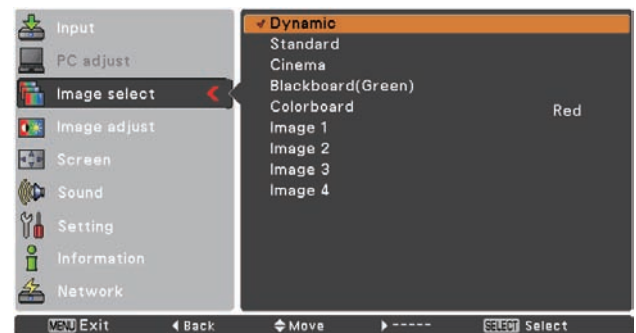 Input
PC adjust
Image select
Image adjust
Screen
Sound
Setting
Information
Network
Dynamic
Standard
Cinema
Blackboard(Green)
Colorboard Red
Image 1
Image 2
Image 3
Image 4
MENU Exit Back Move ----- SELECT Select